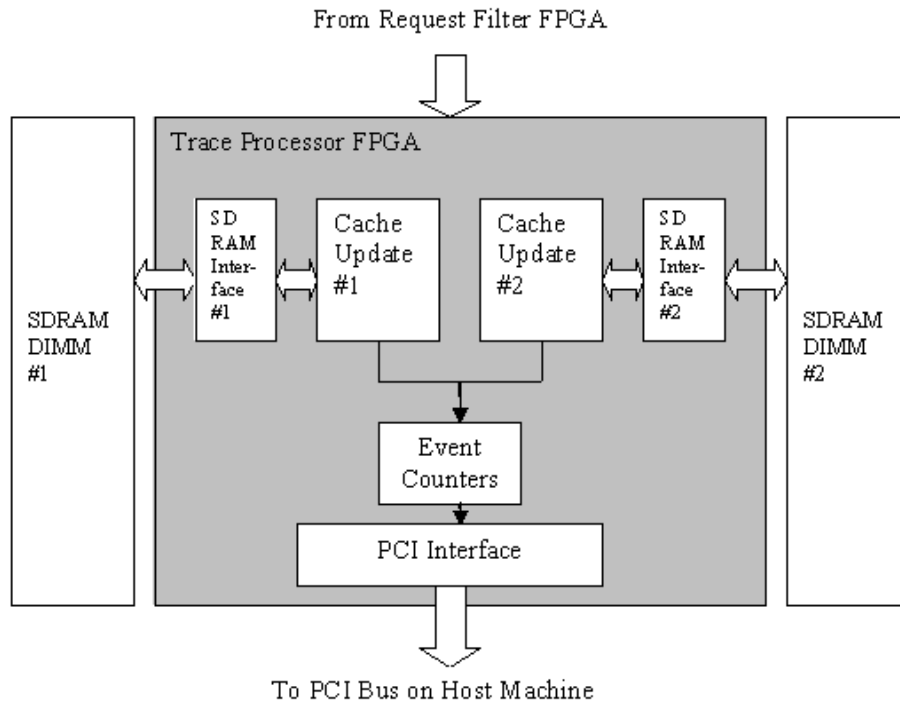 From Request Filter FPGA
Trace Processor FPGA
SD
RAM
Inter-
face
#1
Cache
Update
#1
Cache
Update
#2
SD
RAM
Inter-
face
#2
SDRAM
DIMM
#1
SDRAM
DIMM
#2
Event
Counters
PCI Interface
To PCI Bus on Host Machine